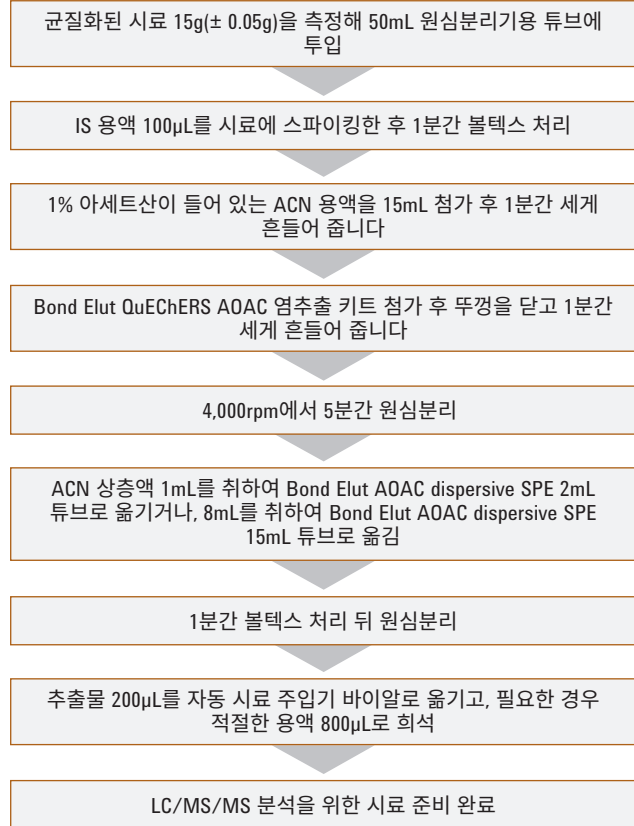 균질화된 시료 15g(± 0.05g)을 측정해 50mL 원심분리기용 튜브에
투입
IS 용액 100µL를 시료에 스파이킹한 후 1분간 볼텍스 처리
1% 아세트산이 들어 있는 ACN 용액을 15mL 첨가 후 1분간 세게
흔들어 줍니다
Bond Elut QuEChERS AOAC 염추출 키트 첨가 후 뚜껑을 닫고 1분간
세게 흔들어 줍니다
4,000rpm에서 5분간 원심분리
ACN 상층액 1mL를 취하여 Bond Elut AOAC dispersive SPE 2mL
튜브로 옮기거나, 8mL를 취하여 Bond Elut AOAC dispersive SPE
15mL 튜브로 옮김
1분간 볼텍스 처리 뒤 원심분리
추출물 200µL를 자동 시료 주입기 바이알로 옮기고, 필요한 경우
적절한 용액 800µL로 희석
LC/MS/MS 분석을 위한 시료 준비 완료